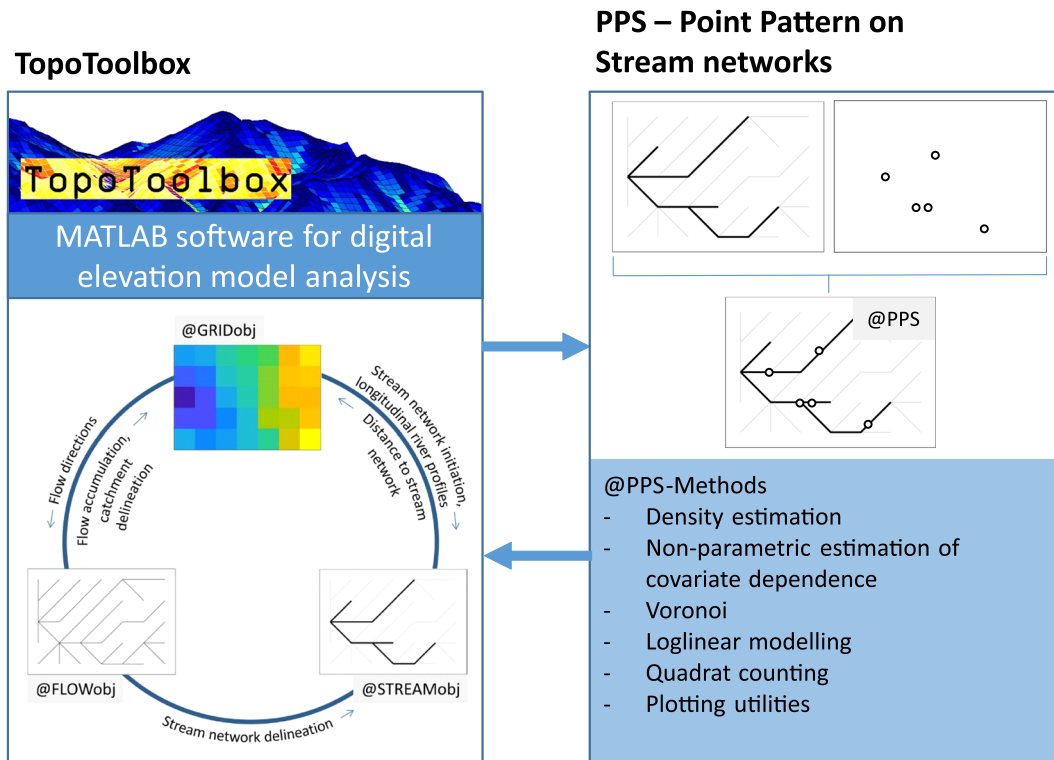 TopoToolbox
TopoToolbox
MATLAB software for digital
elevation model analysis
@GRIDobj
Flow directions
Flow accumulation,
catchment
delineation
Stream network initiation,
longitudinal river profiles
Distance to stream
network
@FLOWobj
@STREAMobj
Stream network delineation
PPS – Point Pattern on
Stream networks
@PPS
@PPS-Methods
- Density estimation
- Non-parametric estimation of
covariate dependence
- Voronoi
- Loglinear modelling
- Quadrat counting
- Plotting utilities